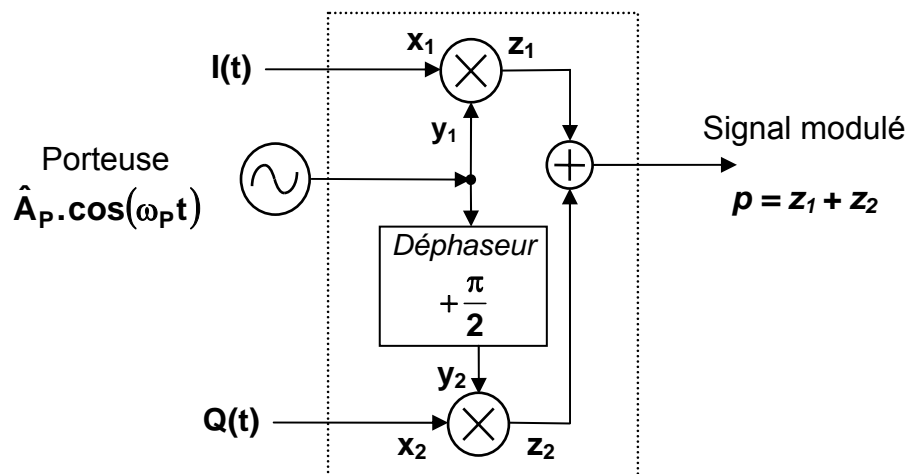 x₁
z₁
I(t)
y₁
Porteuse
Â_P.cos(ω_P t)
Signal modulé
p = z₁ + z₂
Déphaseur
+ π/2
y₂
Q(t)
x₂
z₂